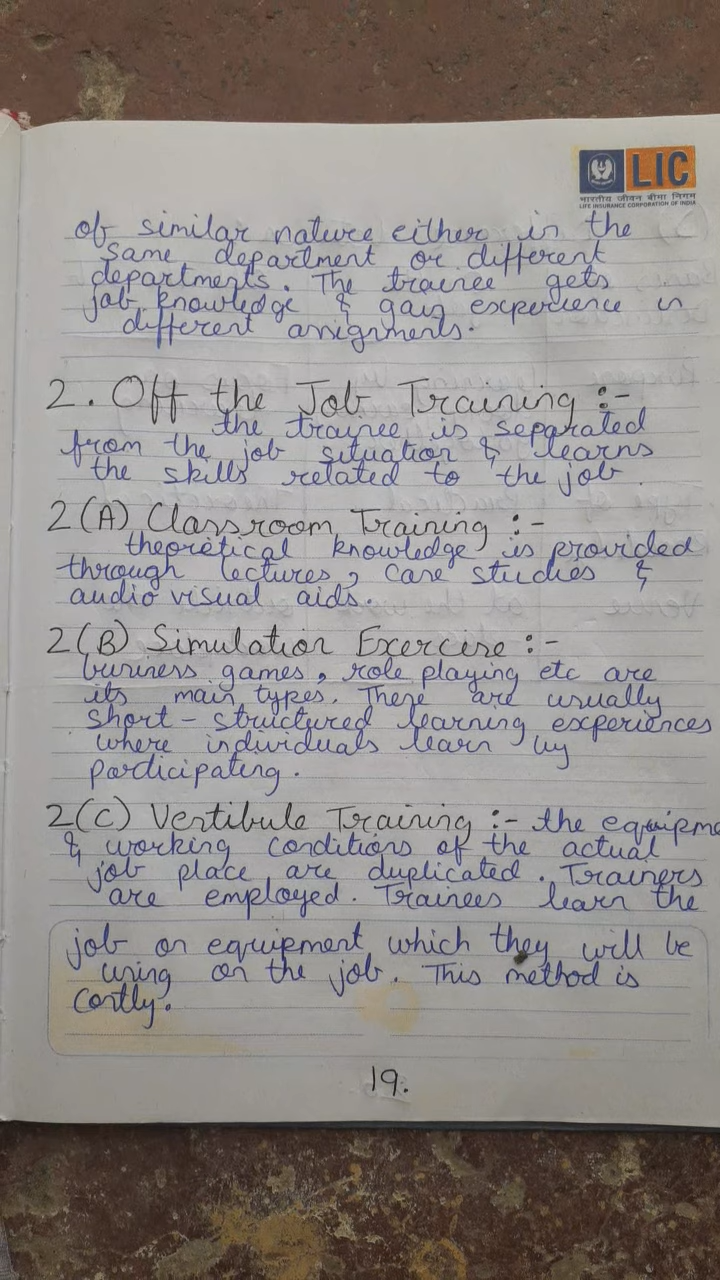 LIC
भारतीय जीवन बीमा निगम
LIFE INSURANCE CORPORATION OF INDIA
of similar nature either in the
same department or different
departments. The trainee gets
job knowledge & gain experience in
different assignments.
2. Off the Job Training :-
the trainee is separated
from the job situation & learns
the skills related to the job.
2(A) Classroom Training :-
theoretical knowledge is provided
through lectures, case studies &
audio visual aids.
2(B) Simulation Exercise :-
business games, role playing etc are
its main types. These are usually
short-structured learning experiences
where individuals learn by
participating.
2(C) Vertibule Training :- the equipme
& working conditions of the actual
job place are duplicated. Trainers
are employed. Trainees learn the
job on equipment which they will be
using on the job. This method is
costly.
19.